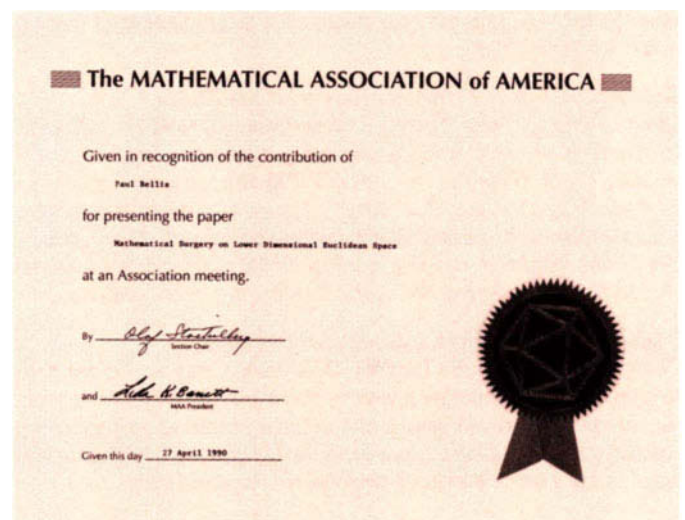 The MATHEMATICAL ASSOCIATION of AMERICA
Given in recognition of the contribution of
Paul Bellis
for presenting the paper
Mathematical Surgery on Lower Dimensional Euclidean Space
at an Association meeting.
By
Section Chair
and
MAA President
Given this day 27 April 1990